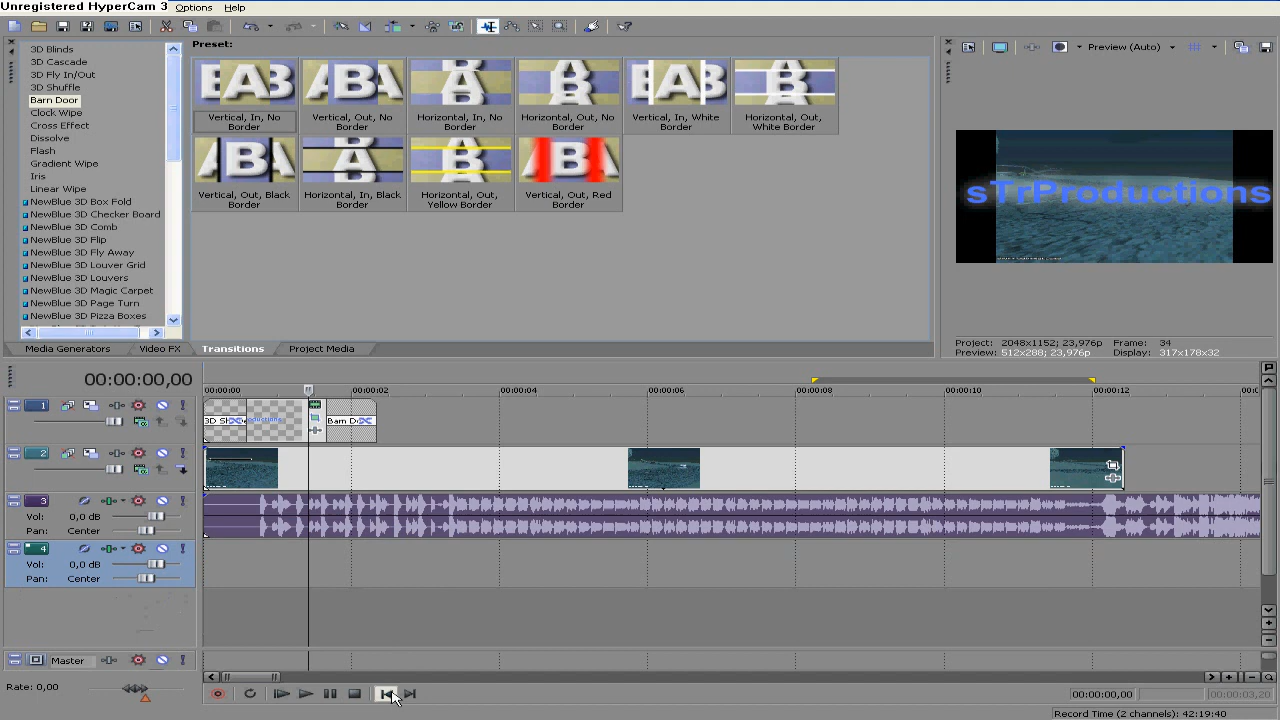 Unregistered HyperCam 3
Options
Help
3D Blinds
3D Cascade
3D Fly In/Out
3D Shuffle
Barn Door
Clock Wipe
Cross Effect
Dissolve
Flash
Gradient Wipe
Iris
Linear Wipe
NewBlue 3D Box Fold
NewBlue 3D Checker Board
NewBlue 3D Comb
NewBlue 3D Flip
NewBlue 3D Fly Away
NewBlue 3D Louver Grid
NewBlue 3D Louvers
NewBlue 3D Magic Carpet
NewBlue 3D Page Turn
NewBlue 3D Pizza Boxes
Preset:
Vertical, In, No Border
Vertical, Out, No Border
Horizontal, In, No Border
Horizontal, Out, No Border
Vertical, In, White Border
Horizontal, Out, White Border
Vertical, Out, Black Border
Horizontal, In, Black Border
Horizontal, Out, Yellow Border
Vertical, Out, Red Border
Media Generators
Video FX
Transitions
Project Media
Preview (Auto)
sTrProductions
Project: 2048x1152; 23,976p Frame: 34
Preview: 512x288; 23,976p Display: 317x178x32
00:00:00,00
00:00:00
00:00:02
00:00:04
00:00:06
00:00:08
00:00:10
00:00:12
1
2
3
Vol: 0,0 dB
Pan: Center
4
Vol: 0,0 dB
Pan: Center
Master
Rate: 0,00
00:00:00,00
00:00:03,20
Record Time (2 channels): 42:19:40